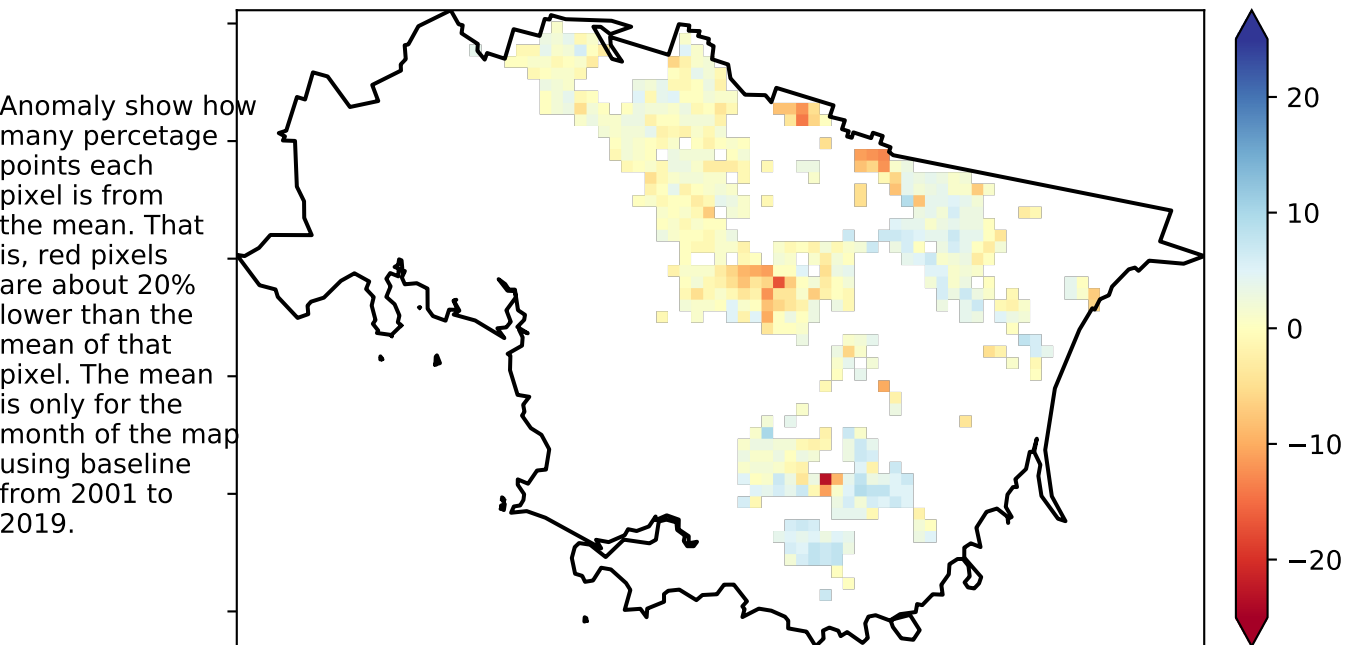 Anomaly show how
many percetage
points each
pixel is from
the mean. That
is, red pixels
are about 20%
lower than the
mean of that
pixel. The mean
is only for the
month of the map
using baseline
from 2001 to
2019.
20
10
0
−10
−20